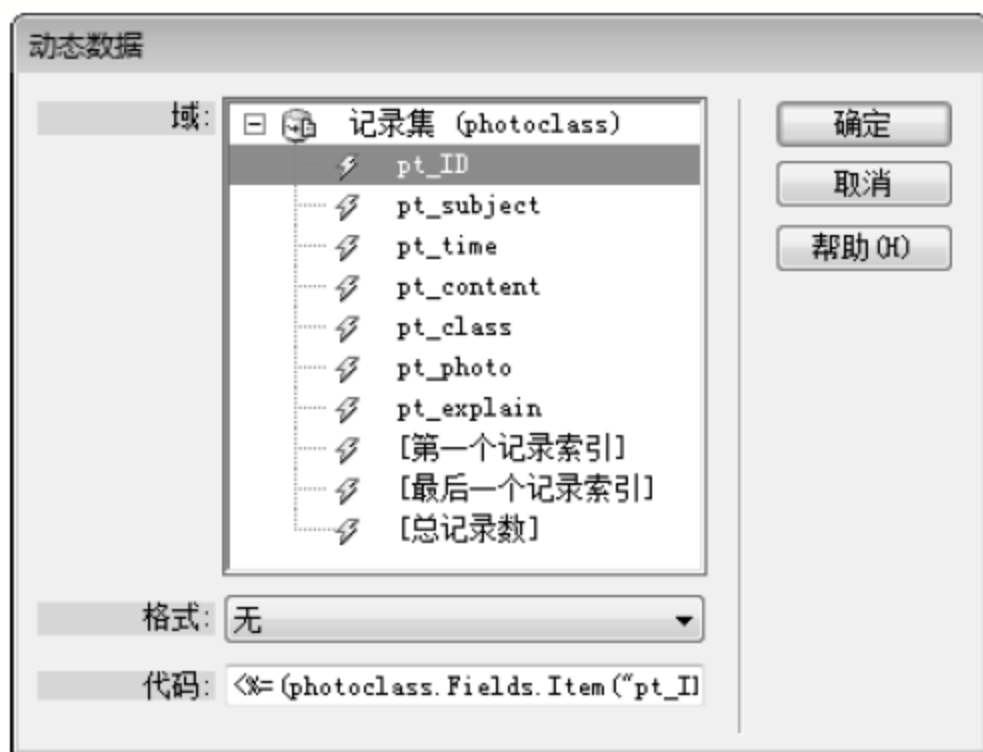 动态数据
域:
记录集 (photoclass)
pt_ID
pt_subject
pt_time
pt_content
pt_class
pt_photo
pt_explain
[第一个记录索引]
[最后一个记录索引]
[总记录数]
确定
取消
帮助(H)
格式: 无
代码: <%=(photoclass.Fields.Item("pt_I